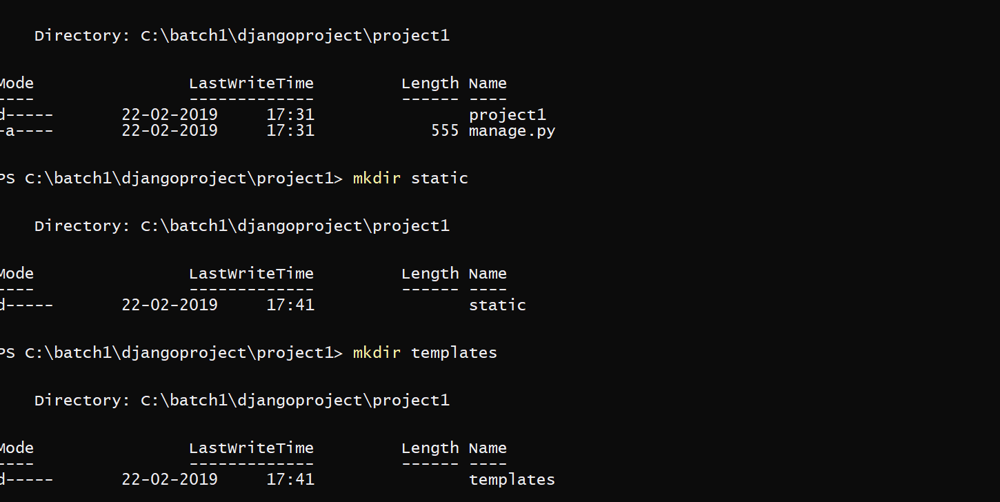 Directory: C:\batch1\djangoproject\project1
Mode LastWriteTime Length Name
---- ------------- ------ ----
d----- 22-02-2019 17:31 project1
-a---- 22-02-2019 17:31 555 manage.py
PS C:\batch1\djangoproject\project1> mkdir static
Directory: C:\batch1\djangoproject\project1
Mode LastWriteTime Length Name
---- ------------- ------ ----
d----- 22-02-2019 17:41 static
PS C:\batch1\djangoproject\project1> mkdir templates
Directory: C:\batch1\djangoproject\project1
Mode LastWriteTime Length Name
---- ------------- ------ ----
d----- 22-02-2019 17:41 templates